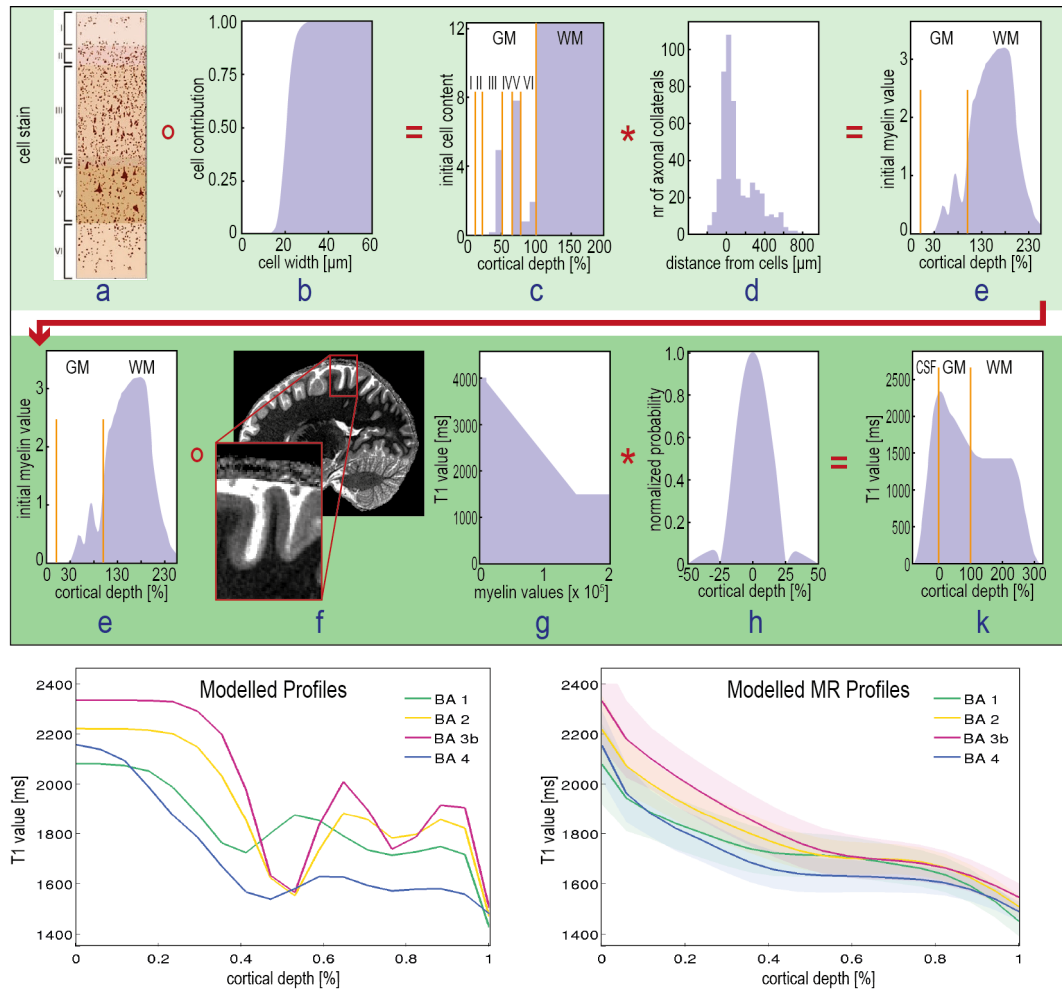 cell stain
I
II
III
IV
V
VI
a
cell contribution
1.00
0.75
0.50
0.25
0
0 20 40 60
cell width [µm]
b
initial cell content
12
8
4
0
GM WM
I II III IV V VI
0 50 100 150 200
cortical depth [%]
c
*
nr of axonal collaterals
100
80
60
40
20
0
0 400 800
distance from cells [µm]
d
=
initial myelin value
3
2
1
0
GM WM
0 30 130 230
cortical depth [%]
e
initial myelin value
3
2
1
0
GM WM
0 30 130 250
cortical depth [%]
e
f
T1 value [ms]
4000
3000
2000
1000
0
0 1 2
myelin values [x 10⁵]
g
*
normalized probability
1.0
0.8
0.6
0.4
0.2
0
-50 -25 0 25 50
cortical depth [%]
h
=
T1 value [ms]
2500
2000
1500
1000
500
0
CSF GM WM
0 100 200 300
cortical depth [%]
k
Modelled Profiles
T1 value [ms]
2400
2200
2000
1800
1600
1400
BA 1
BA 2
BA 3b
BA 4
0 0.2 0.4 0.6 0.8 1
cortical depth [%]
Modelled MR Profiles
T1 value [ms]
2400
2200
2000
1800
1600
1400
BA 1
BA 2
BA 3b
BA 4
0 0.2 0.4 0.6 0.8 1
cortical depth [%]